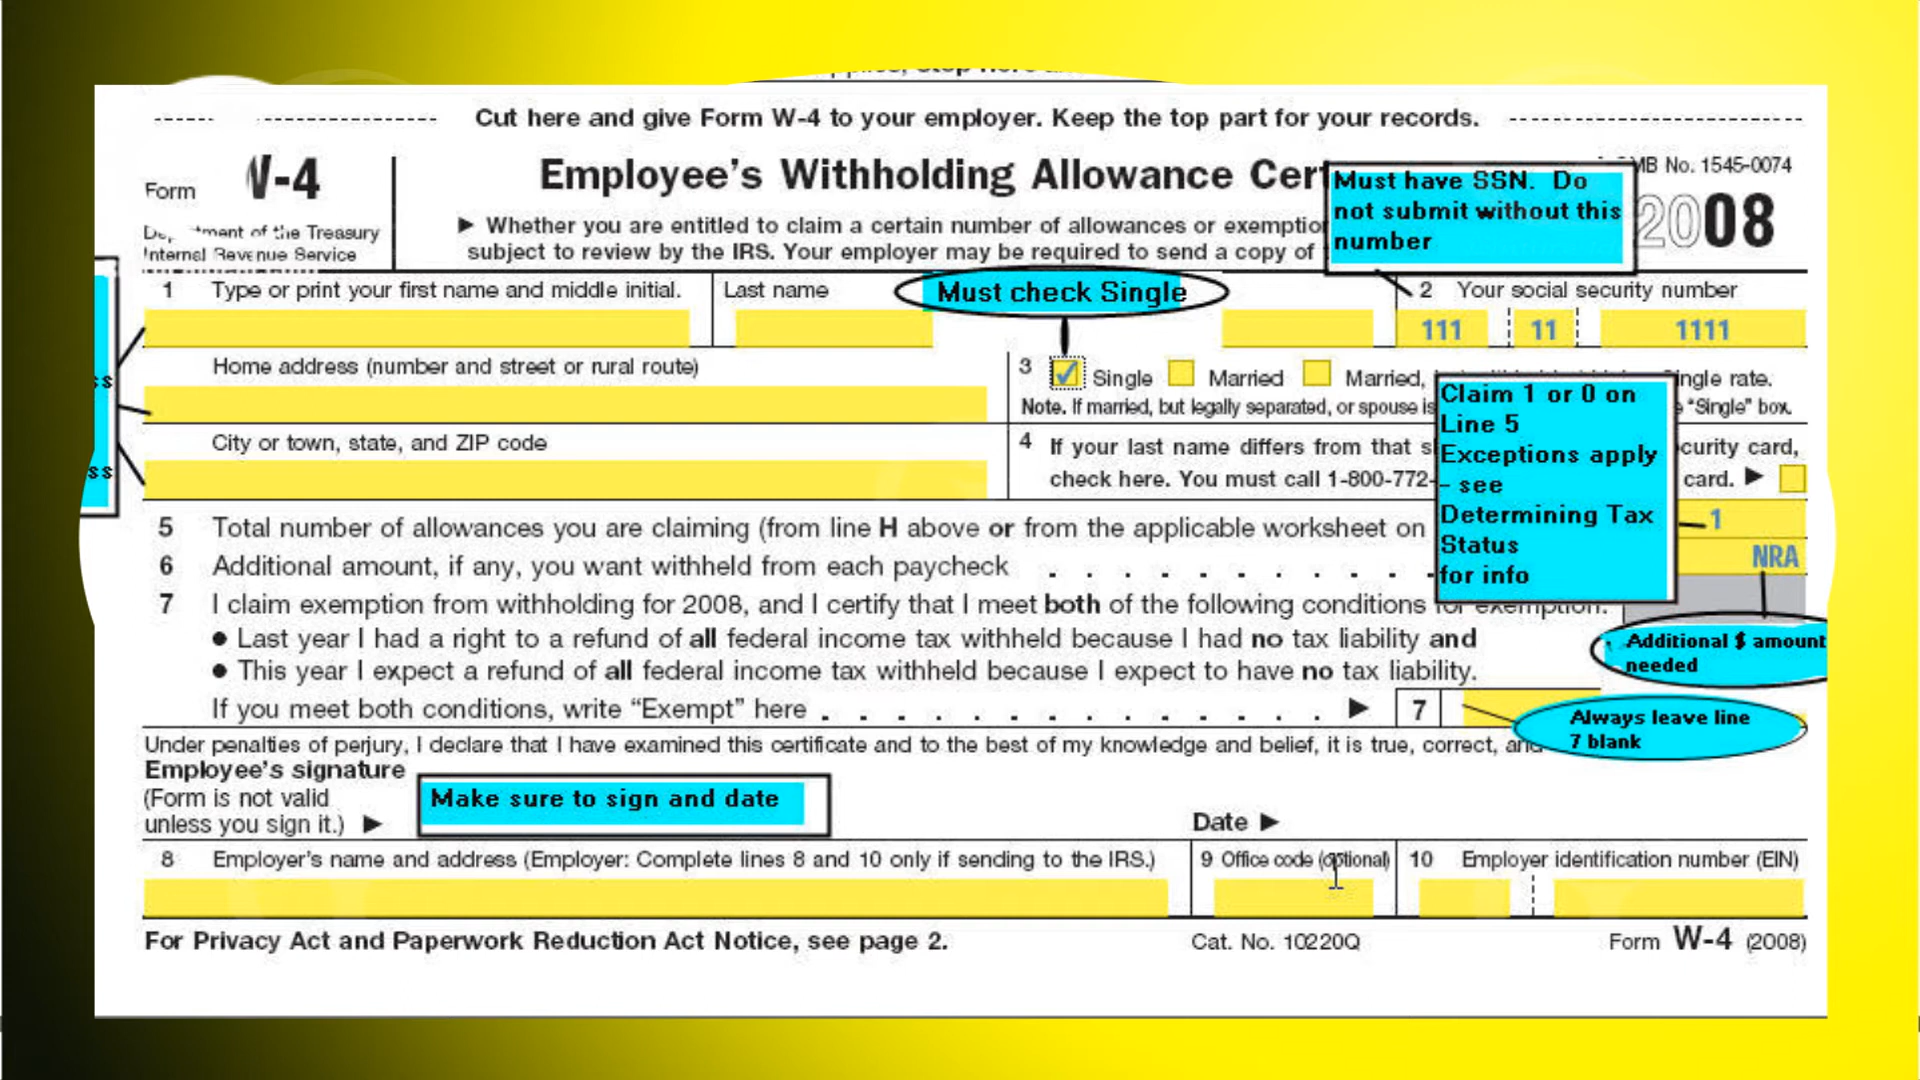 Cut here and give Form W-4 to your employer. Keep the top part for your records.
Form W-4
Department of the Treasury
Internal Revenue Service
Employee's Withholding Allowance
▶ Whether you are entitled to claim a certain number of allowances or
subject to review by the IRS. Your employer may be required to send a copy of
OMB No. 1545-0074
2008
Must have SSN. Do
not submit without this
number
1 Type or print your first name and middle initial.
Last name
Must check Single
2 Your social security number
111 11 1111
Home address (number and street or rural route)
3 Single Married Married, Single rate.
Note. If married, but legally separated, or spouse is "Single" box.
City or town, state, and ZIP code
4 If your last name differs from that
card,
check here. You must call 1-800-772- card. ▶
Claim 1 or 0 on
Line 5
Exceptions apply
- see
Determining Tax
Status
for info
5 Total number of allowances you are claiming (from line H above or from the applicable worksheet on
1
6 Additional amount, if any, you want withheld from each paycheck
NRA
7 I claim exemption from withholding for 2008, and I certify that I meet both of the following conditions for exemption.
● Last year I had a right to a refund of all federal income tax withheld because I had no tax liability and
● This year I expect a refund of all federal income tax withheld because I expect to have no tax liability.
Additional $ amount
needed
If you meet both conditions, write "Exempt" here ▶ 7
Always leave line
7 blank
Under penalties of perjury, I declare that I have examined this certificate and to the best of my knowledge and belief, it is true, correct, and
Employee's signature
(Form is not valid
unless you sign it.) ▶
Make sure to sign and date
Date ▶
8 Employer's name and address (Employer: Complete lines 8 and 10 only if sending to the IRS.)
9 Office code (optional)
10 Employer identification number (EIN)
For Privacy Act and Paperwork Reduction Act Notice, see page 2.
Cat. No. 10220Q
Form W-4 (2008)